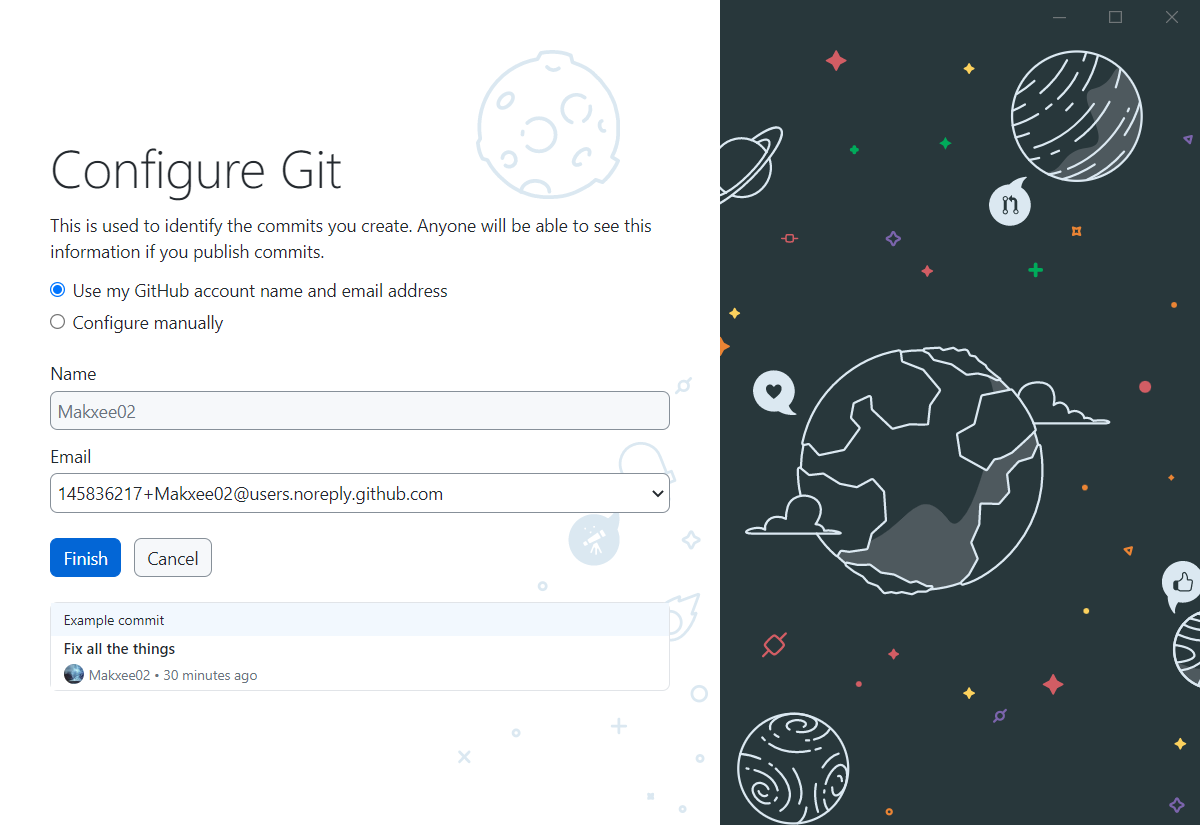 Configure Git
This is used to identify the commits you create. Anyone will be able to see this
information if you publish commits.
Use my GitHub account name and email address
Configure manually
Name
Makxee02
Email
145836217+Makxee02@users.noreply.github.com
Finish
Cancel
Example commit
Fix all the things
Makxee02 • 30 minutes ago